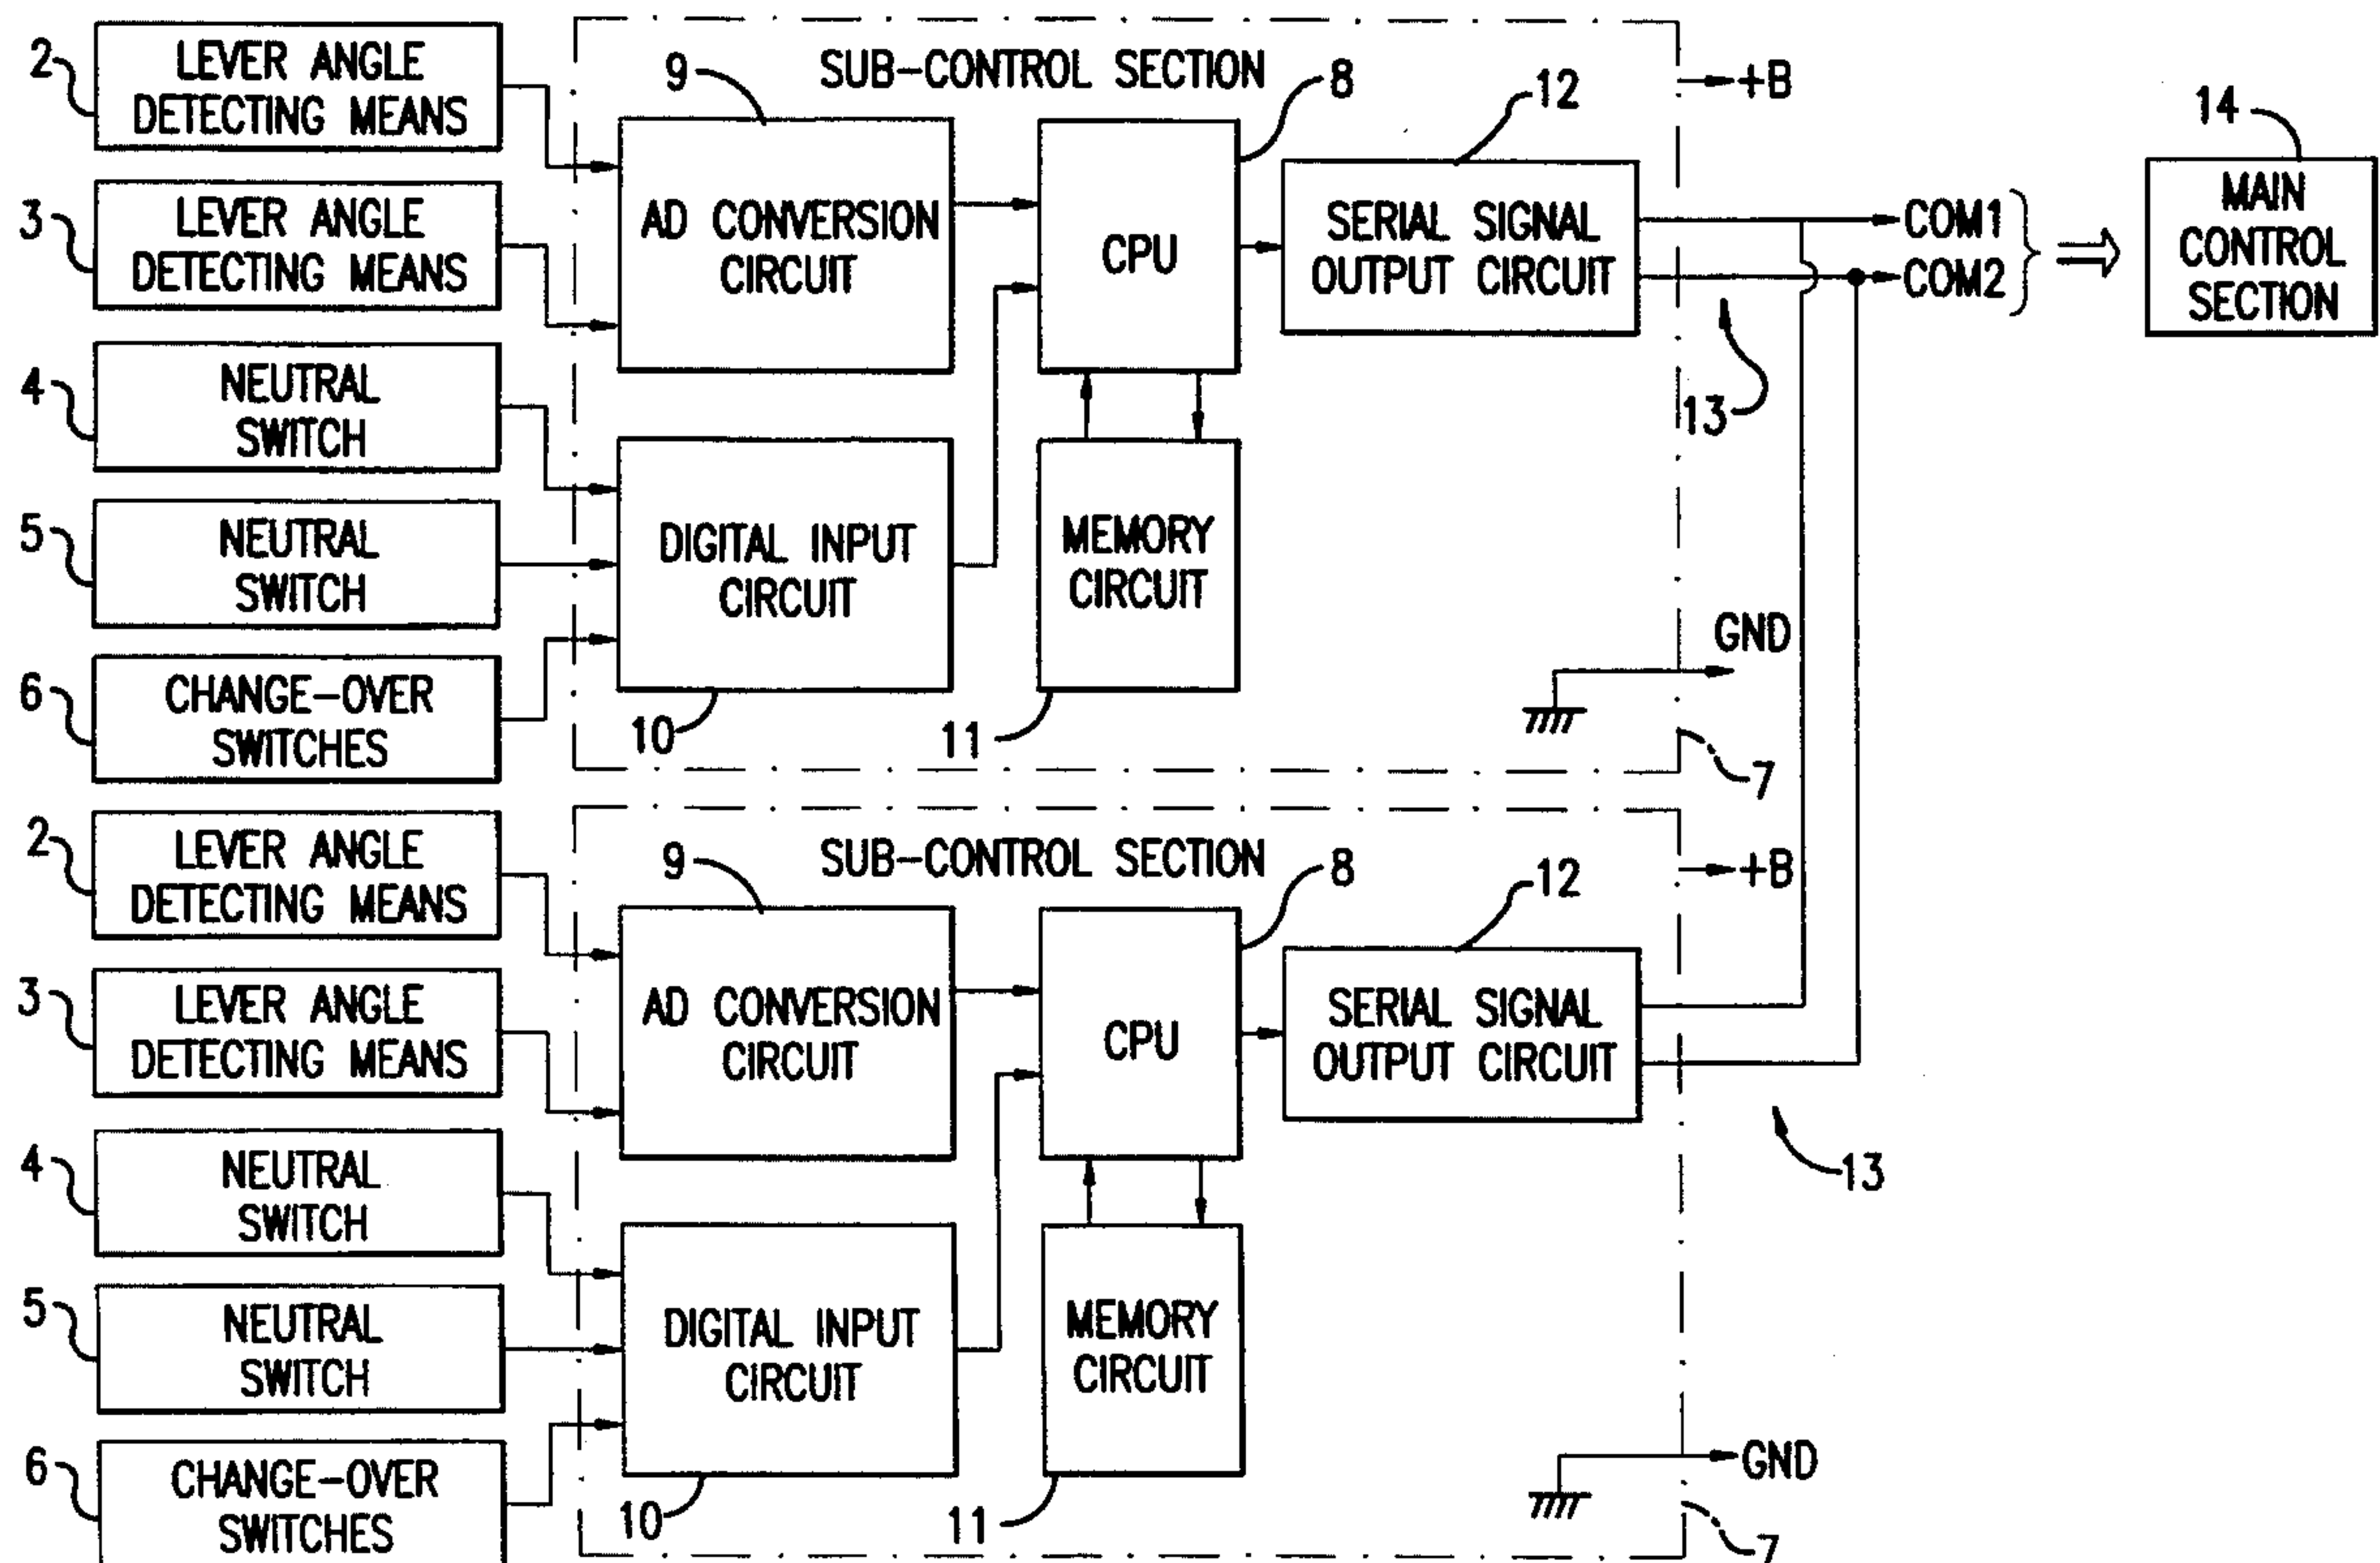 2
LEVER ANGLE
DETECTING MEANS
3
LEVER ANGLE
DETECTING MEANS
4
NEUTRAL
SWITCH
5
NEUTRAL
SWITCH
6
CHANGE-OVER
SWITCHES
SUB-CONTROL SECTION
9
AD CONVERSION
CIRCUIT
8
CPU
12
SERIAL SIGNAL
OUTPUT CIRCUIT
DIGITAL INPUT
CIRCUIT
10
MEMORY
CIRCUIT
11
+B
COM1
COM2
13
GND
7
14
MAIN
CONTROL
SECTION
2
LEVER ANGLE
DETECTING MEANS
3
LEVER ANGLE
DETECTING MEANS
4
NEUTRAL
SWITCH
5
NEUTRAL
SWITCH
6
CHANGE-OVER
SWITCHES
SUB-CONTROL SECTION
9
AD CONVERSION
CIRCUIT
8
CPU
12
SERIAL SIGNAL
OUTPUT CIRCUIT
DIGITAL INPUT
CIRCUIT
10
MEMORY
CIRCUIT
11
+B
13
GND
7